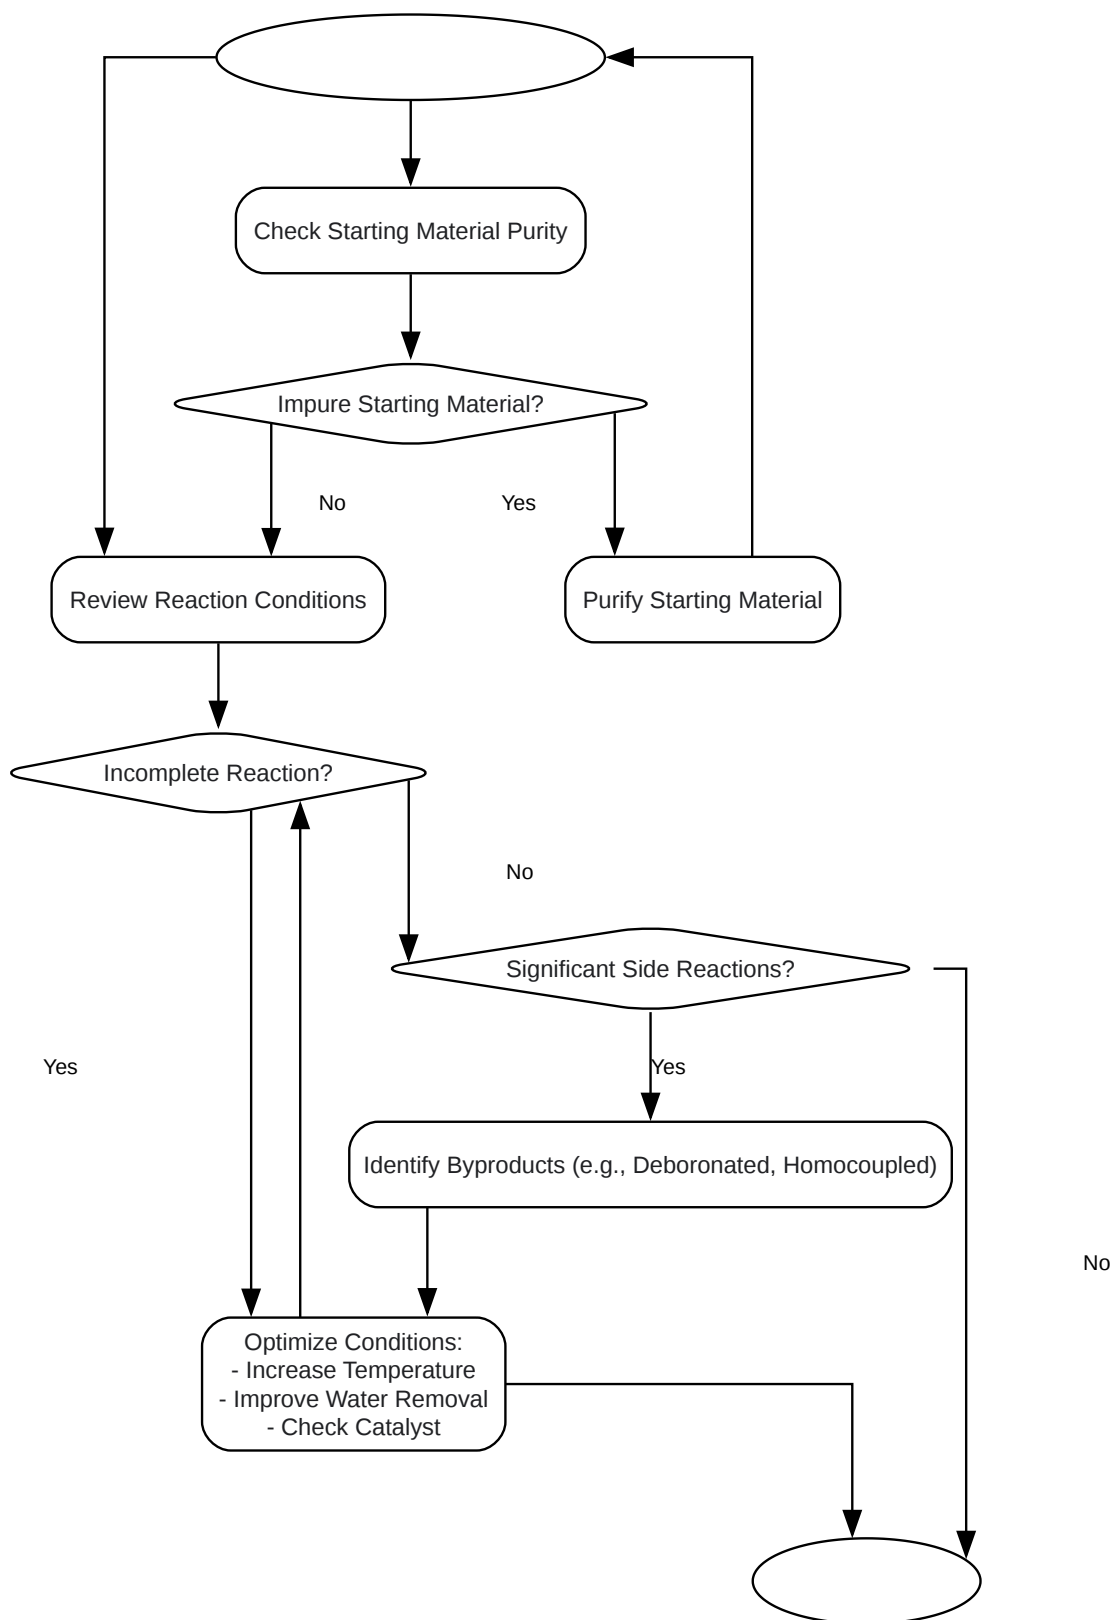 Check Starting Material Purity
Impure Starting Material?
No
Yes
Review Reaction Conditions
Purify Starting Material
Incomplete Reaction?
No
Significant Side Reactions?
Yes
Yes
Identify Byproducts (e.g., Deboronated, Homocoupled)
No
Optimize Conditions:
- Increase Temperature
- Improve Water Removal
- Check Catalyst